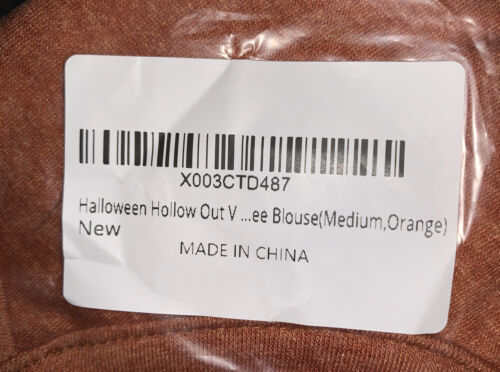 X003CTD487
Halloween Hollow Out V ...ee Blouse(Medium,Orange)
New
MADE IN CHINA